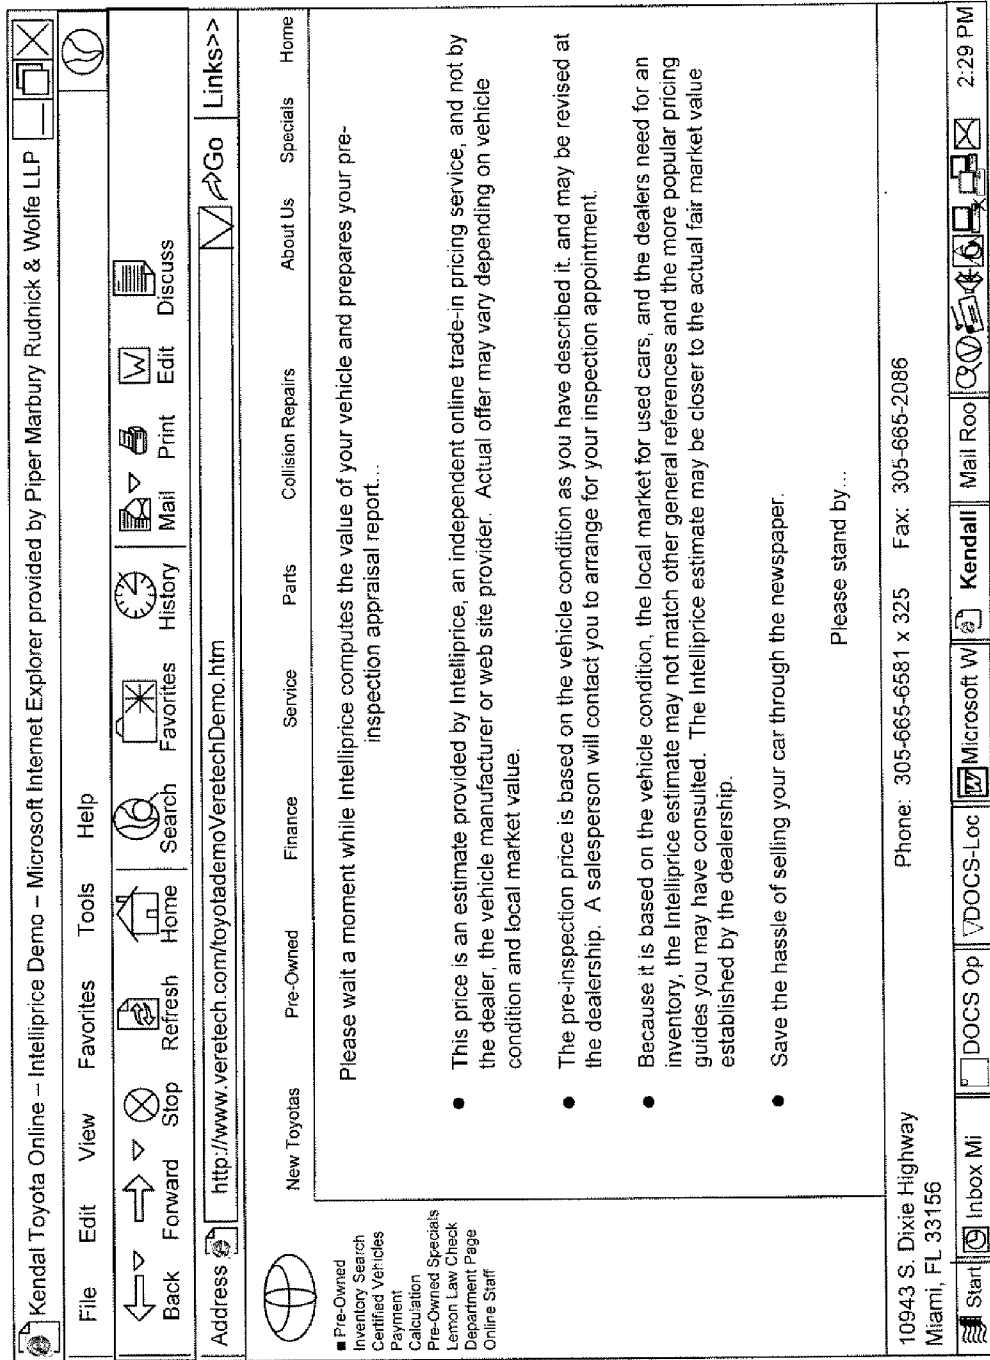 Kendal Toyota Online – Intelliprice Demo – Microsoft Internet Explorer provided by Piper Marbury Rudnick & Wolfe LLP
File Edit View Favorites Tools Help
Back Forward Stop Refresh Home Search Favorites History Mail Print Edit Discuss
Address http://www.veretech.com/toyotademoVeretechDemo.htm Go Links>>
New Toyotas Pre-Owned Finance Service Parts Collision Repairs About Us Specials Home
■ Pre-Owned
Inventory Search
Certified Vehicles
Payment
Calculation
Pre-Owned Specials
Lemon Law Check
Department Page
Online Staff
Please wait a moment while Intelliprice computes the value of your vehicle and prepares your pre-
inspection appraisal report...
● This price is an estimate provided by Intelliprice, an independent online trade-in pricing service, and not by
the dealer, the vehicle manufacturer or web site provider. Actual offer may vary depending on vehicle
condition and local market value.
● The pre-inspection price is based on the vehicle condition as you have described it. and may be revised at
the dealership. A salesperson will contact you to arrange for your inspection appointment.
● Because it is based on the vehicle condition, the local market for used cars, and the dealers need for an
inventory, the Intelliprice estimate may not match other general references and the more popular pricing
guides you may have consulted. The Intelliprice estimate may be closer to the actual fair market value
established by the dealership.
● Save the hassle of selling your car through the newspaper.
Please stand by...
10943 S. Dixie Highway Phone: 305-665-6581 x 325 Fax: 305-665-2086
Miami, FL 33156
Start Inbox Mi DOCS Op DOCS-Loc Microsoft W Kendall Mail Roo 2:29 PM